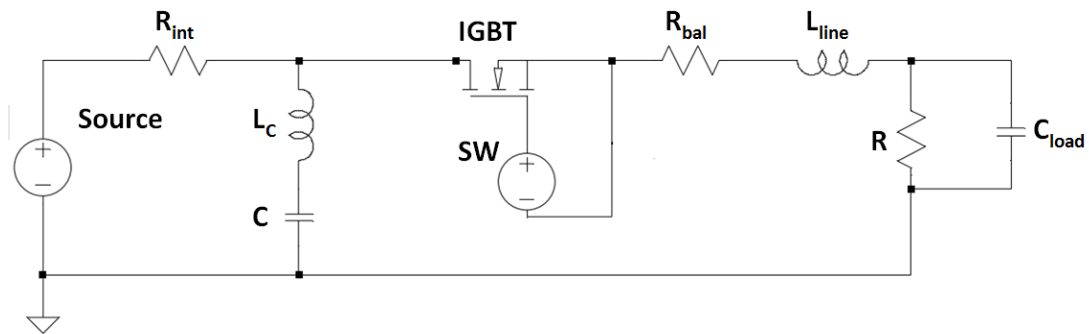 R_int
IGBT
R_bal
L_line
Source
L_C
SW
R
C_load
C